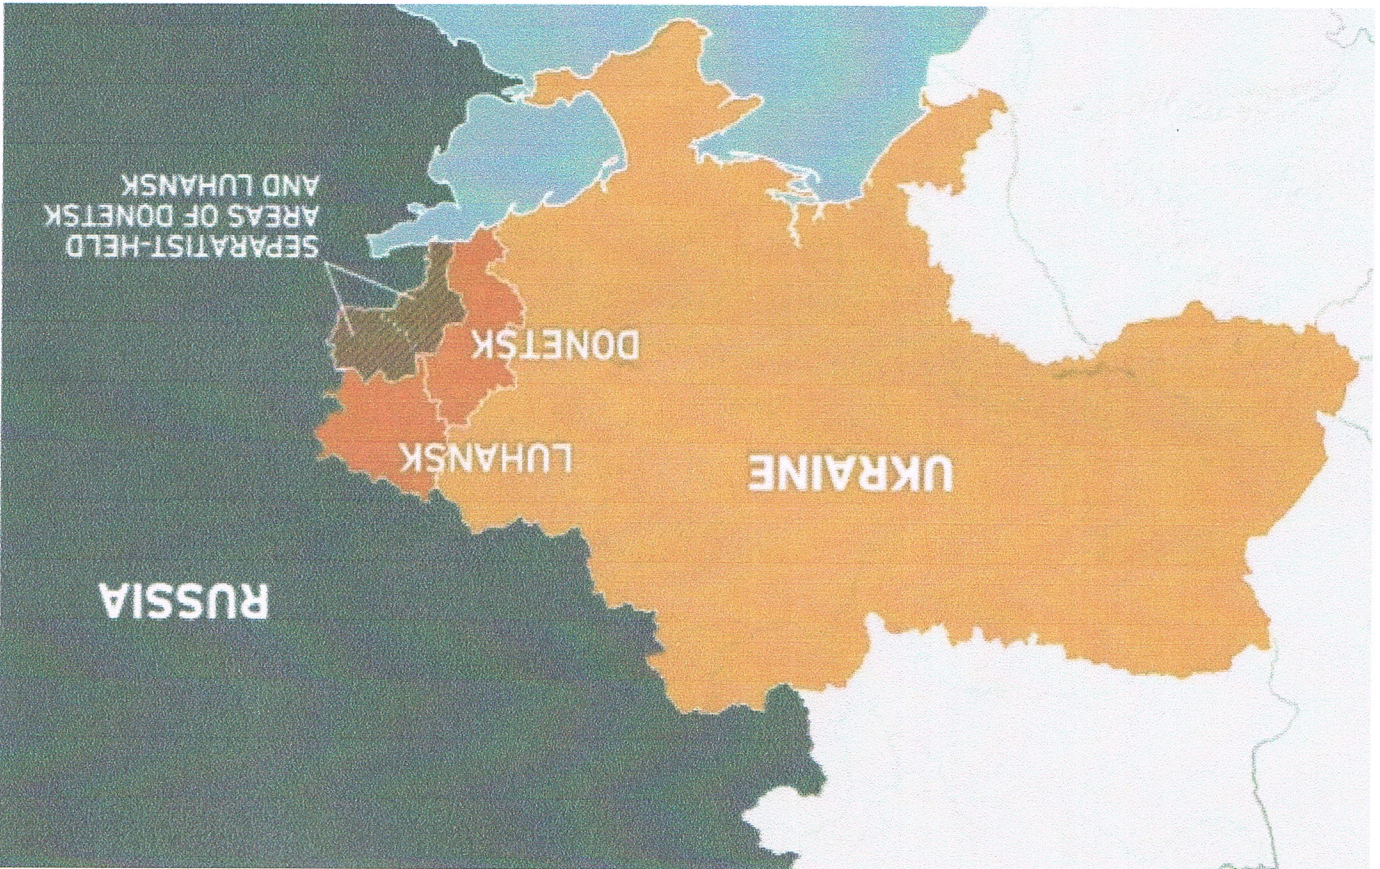 RUSSIA
LUHANSK
UKRAINE
DONETSK
SEPARATIST-HELD
AREAS OF DONETSK
AND LUHANSK